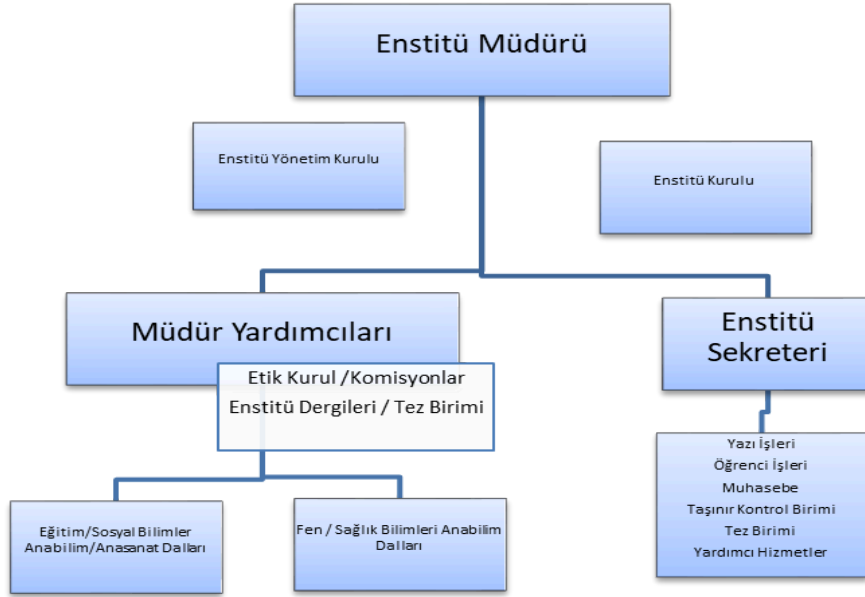 Enstitü Müdürü
Enstitü Yönetim Kurulu
Enstitü Kurulu
Müdür Yardımcıları
Etik Kurul /Komisyonlar
Enstitü Dergileri / Tez Birimi
Enstitü
Sekreteri
Eğitim/Sosyal Bilimler
Anabilim/Anasanat Dalları
Fen / Sağlık Bilimleri Anabilim
Dalları
Yazı İşleri
Öğrenci İşleri
Muhasebe
Taşınır Kontrol Birimi
Tez Birimi
Yardımcı Hizmetler